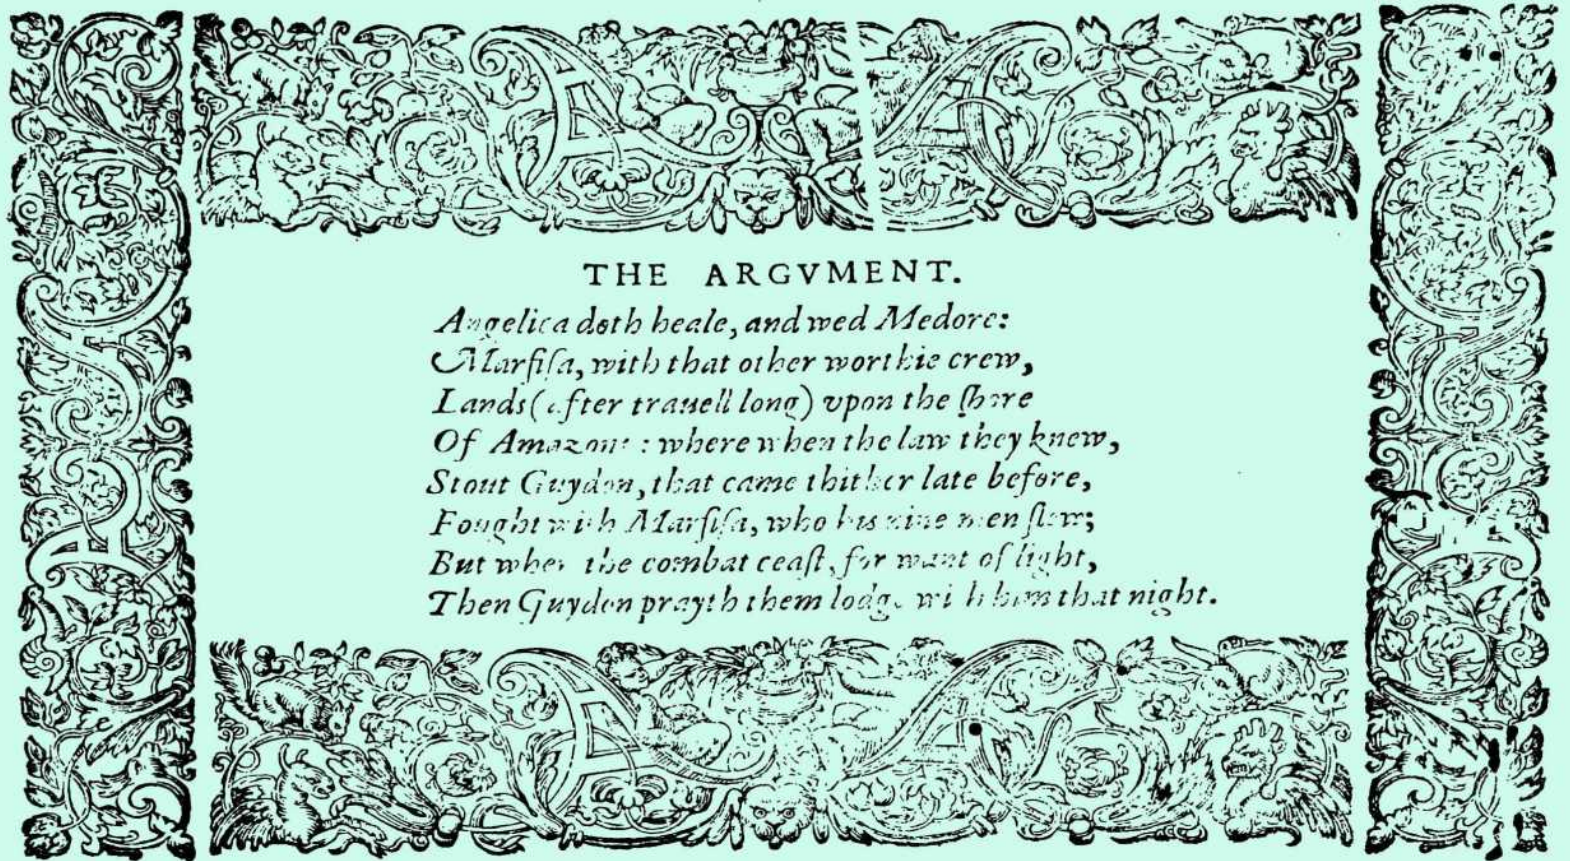 THE ARGVMENT.
Angelica doth heale, and wed Medore:
Marfiſa, with that other worthie crew,
Lands (after trauell long) vpon the ſhore
Of Amazons: where when the law they knew,
Stout Guydon, that came thither late before,
Fought with Marfiſa, who his nine men ſlew;
But when the combat ceaſt, for want of light,
Then Guydon prayth them lodge with him that night.